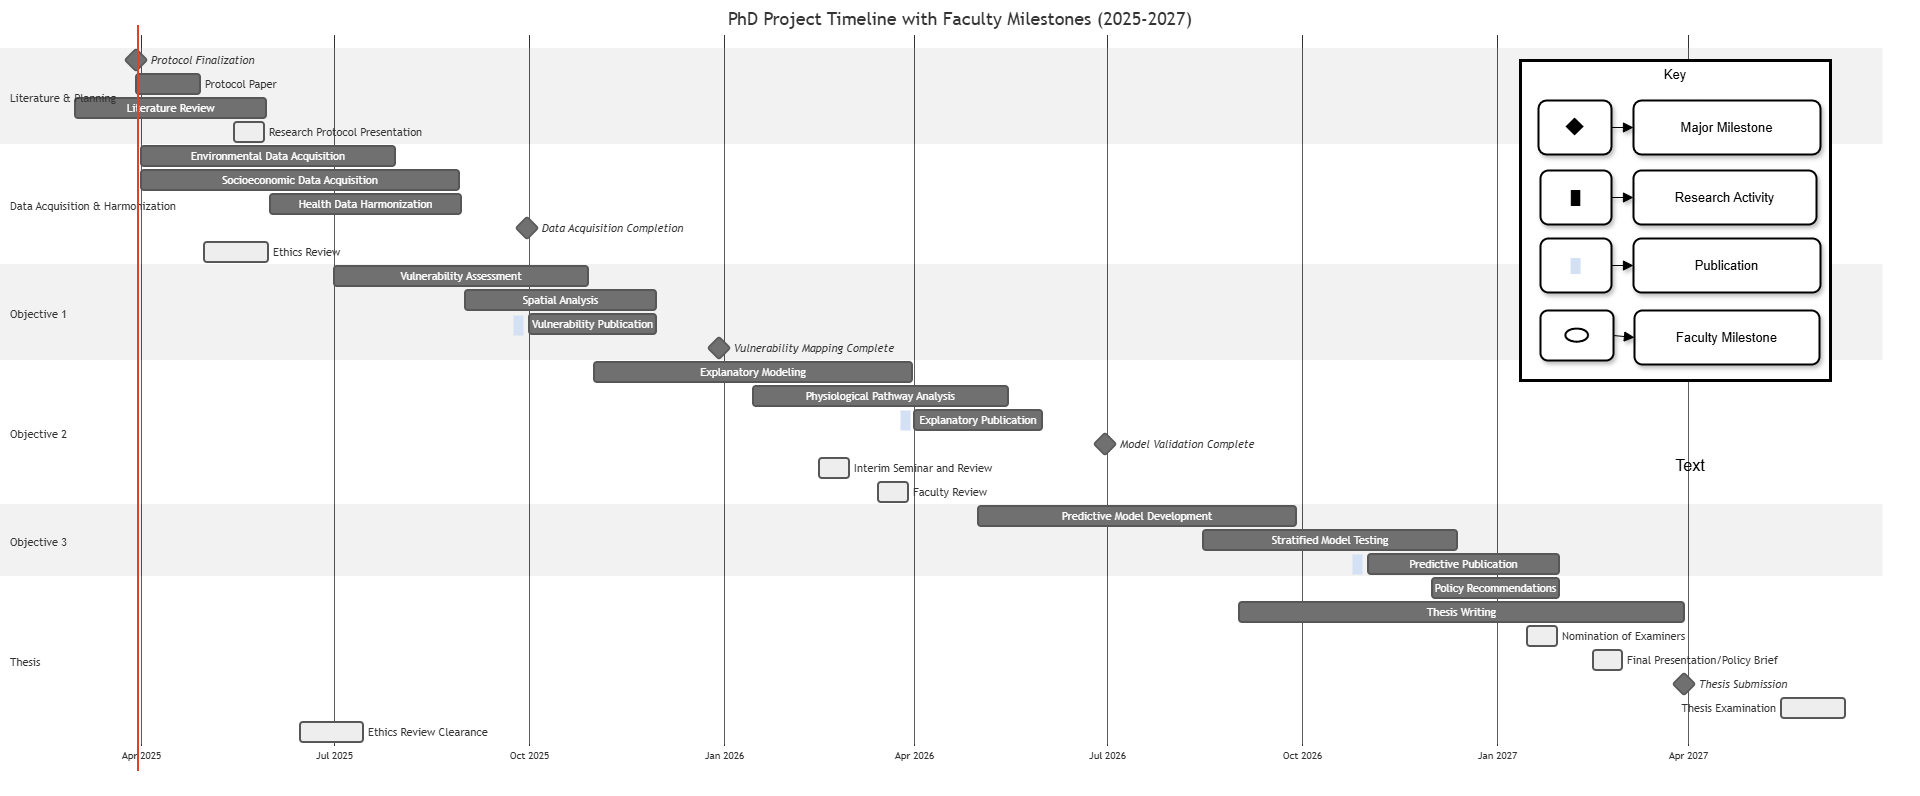 PhD Project Timeline with Faculty Milestones (2025-2027)
Key
Major Milestone
Research Activity
Publication
Faculty Milestone
Literature & Planning
Protocol Finalization
Protocol Paper
Literature Review
Research Protocol Presentation
Data Acquisition & Harmonization
Environmental Data Acquisition
Socioeconomic Data Acquisition
Health Data Harmonization
Data Acquisition Completion
Ethics Review
Objective 1
Vulnerability Assessment
Spatial Analysis
Vulnerability Publication
Vulnerability Mapping Complete
Objective 2
Explanatory Modeling
Physiological Pathway Analysis
Explanatory Publication
Model Validation Complete
Interim Seminar and Review
Faculty Review
Text
Objective 3
Predictive Model Development
Stratified Model Testing
Predictive Publication
Thesis
Policy Recommendations
Thesis Writing
Nomination of Examiners
Final Presentation/Policy Brief
Thesis Submission
Thesis Examination
Ethics Review Clearance
Apr 2025
Jul 2025
Oct 2025
Jan 2026
Apr 2026
Jul 2026
Oct 2026
Jan 2027
Apr 2027